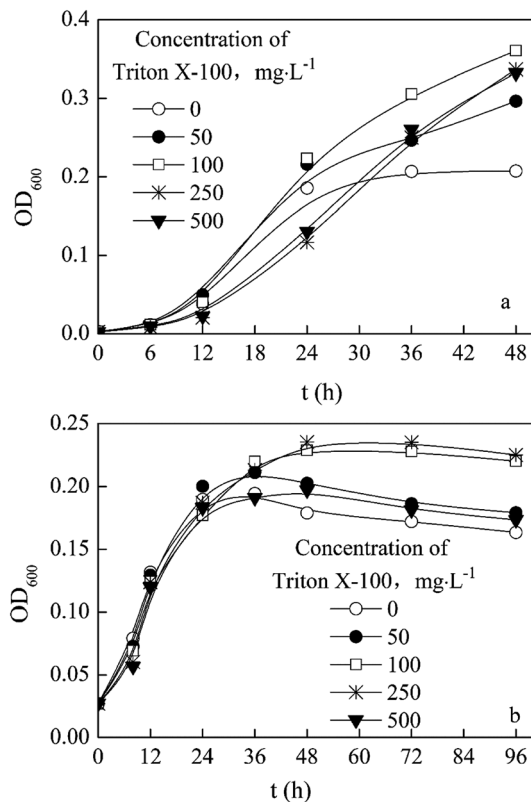 a
0.4
0.3
0.2
0.1
0.0
OD600
Concentration of
Triton X-100, mg·L-1
0
50
100
250
500
0 6 12 18 24 30 36 42 48
t (h)
b
0.25
0.20
0.15
0.10
0.05
0.00
OD600
Concentration of
Triton X-100, mg·L-1
0
50
100
250
500
0 12 24 36 48 60 72 84 96
t (h)